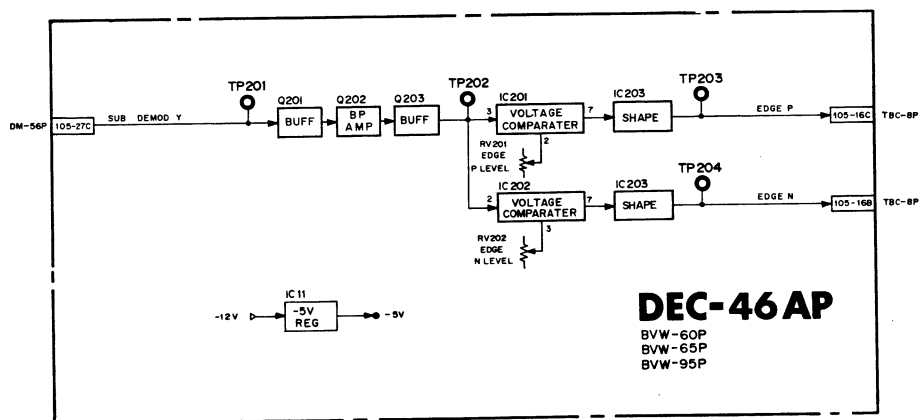 DM-56P
105-27C
SUB DEMOD Y
TP201
Q201
BUFF
Q202
BP
AMP
Q203
BUFF
TP202
3
IC201
VOLTAGE
COMPARATER
7
2
RV201
EDGE
P LEVEL
IC203
SHAPE
TP203
EDGE P
105-16C
TBC-8P
2
IC202
VOLTAGE
COMPARATER
7
3
RV202
EDGE
N LEVEL
IC203
SHAPE
TP204
EDGE N
105-16B
TBC-8P
-12V
IC11
-5V
REG
-5V
DEC-46AP
BVW-60P
BVW-65P
BVW-95P